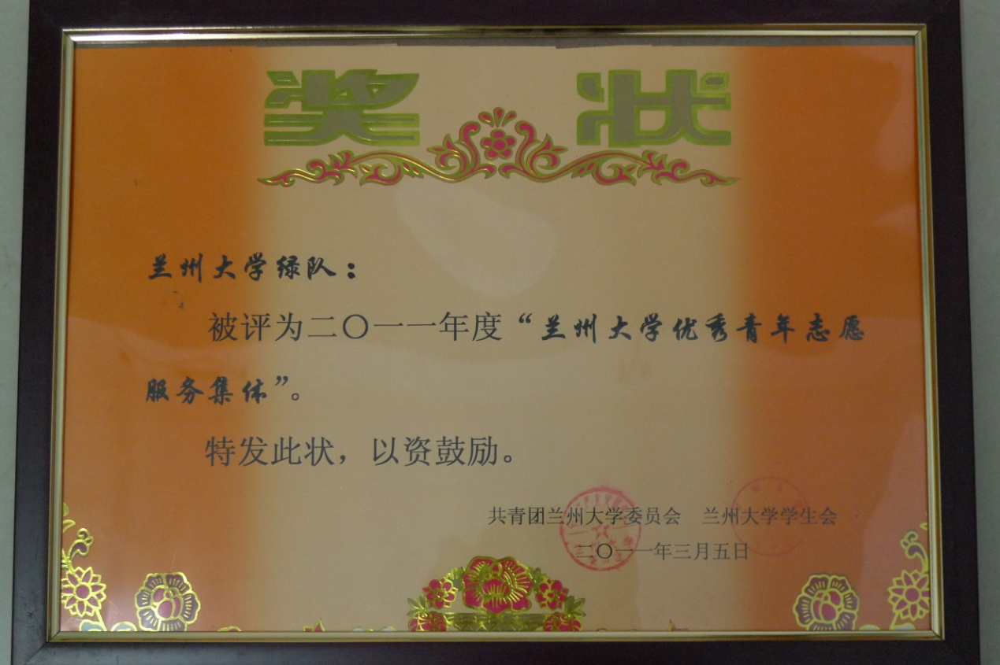 奖状
兰州大学绿队：
被评为二〇一一年度“兰州大学优秀青年志愿
服务集体”。
特发此状，以资鼓励。
共青团兰州大学委员会 兰州大学学生会
二〇一一年三月五日